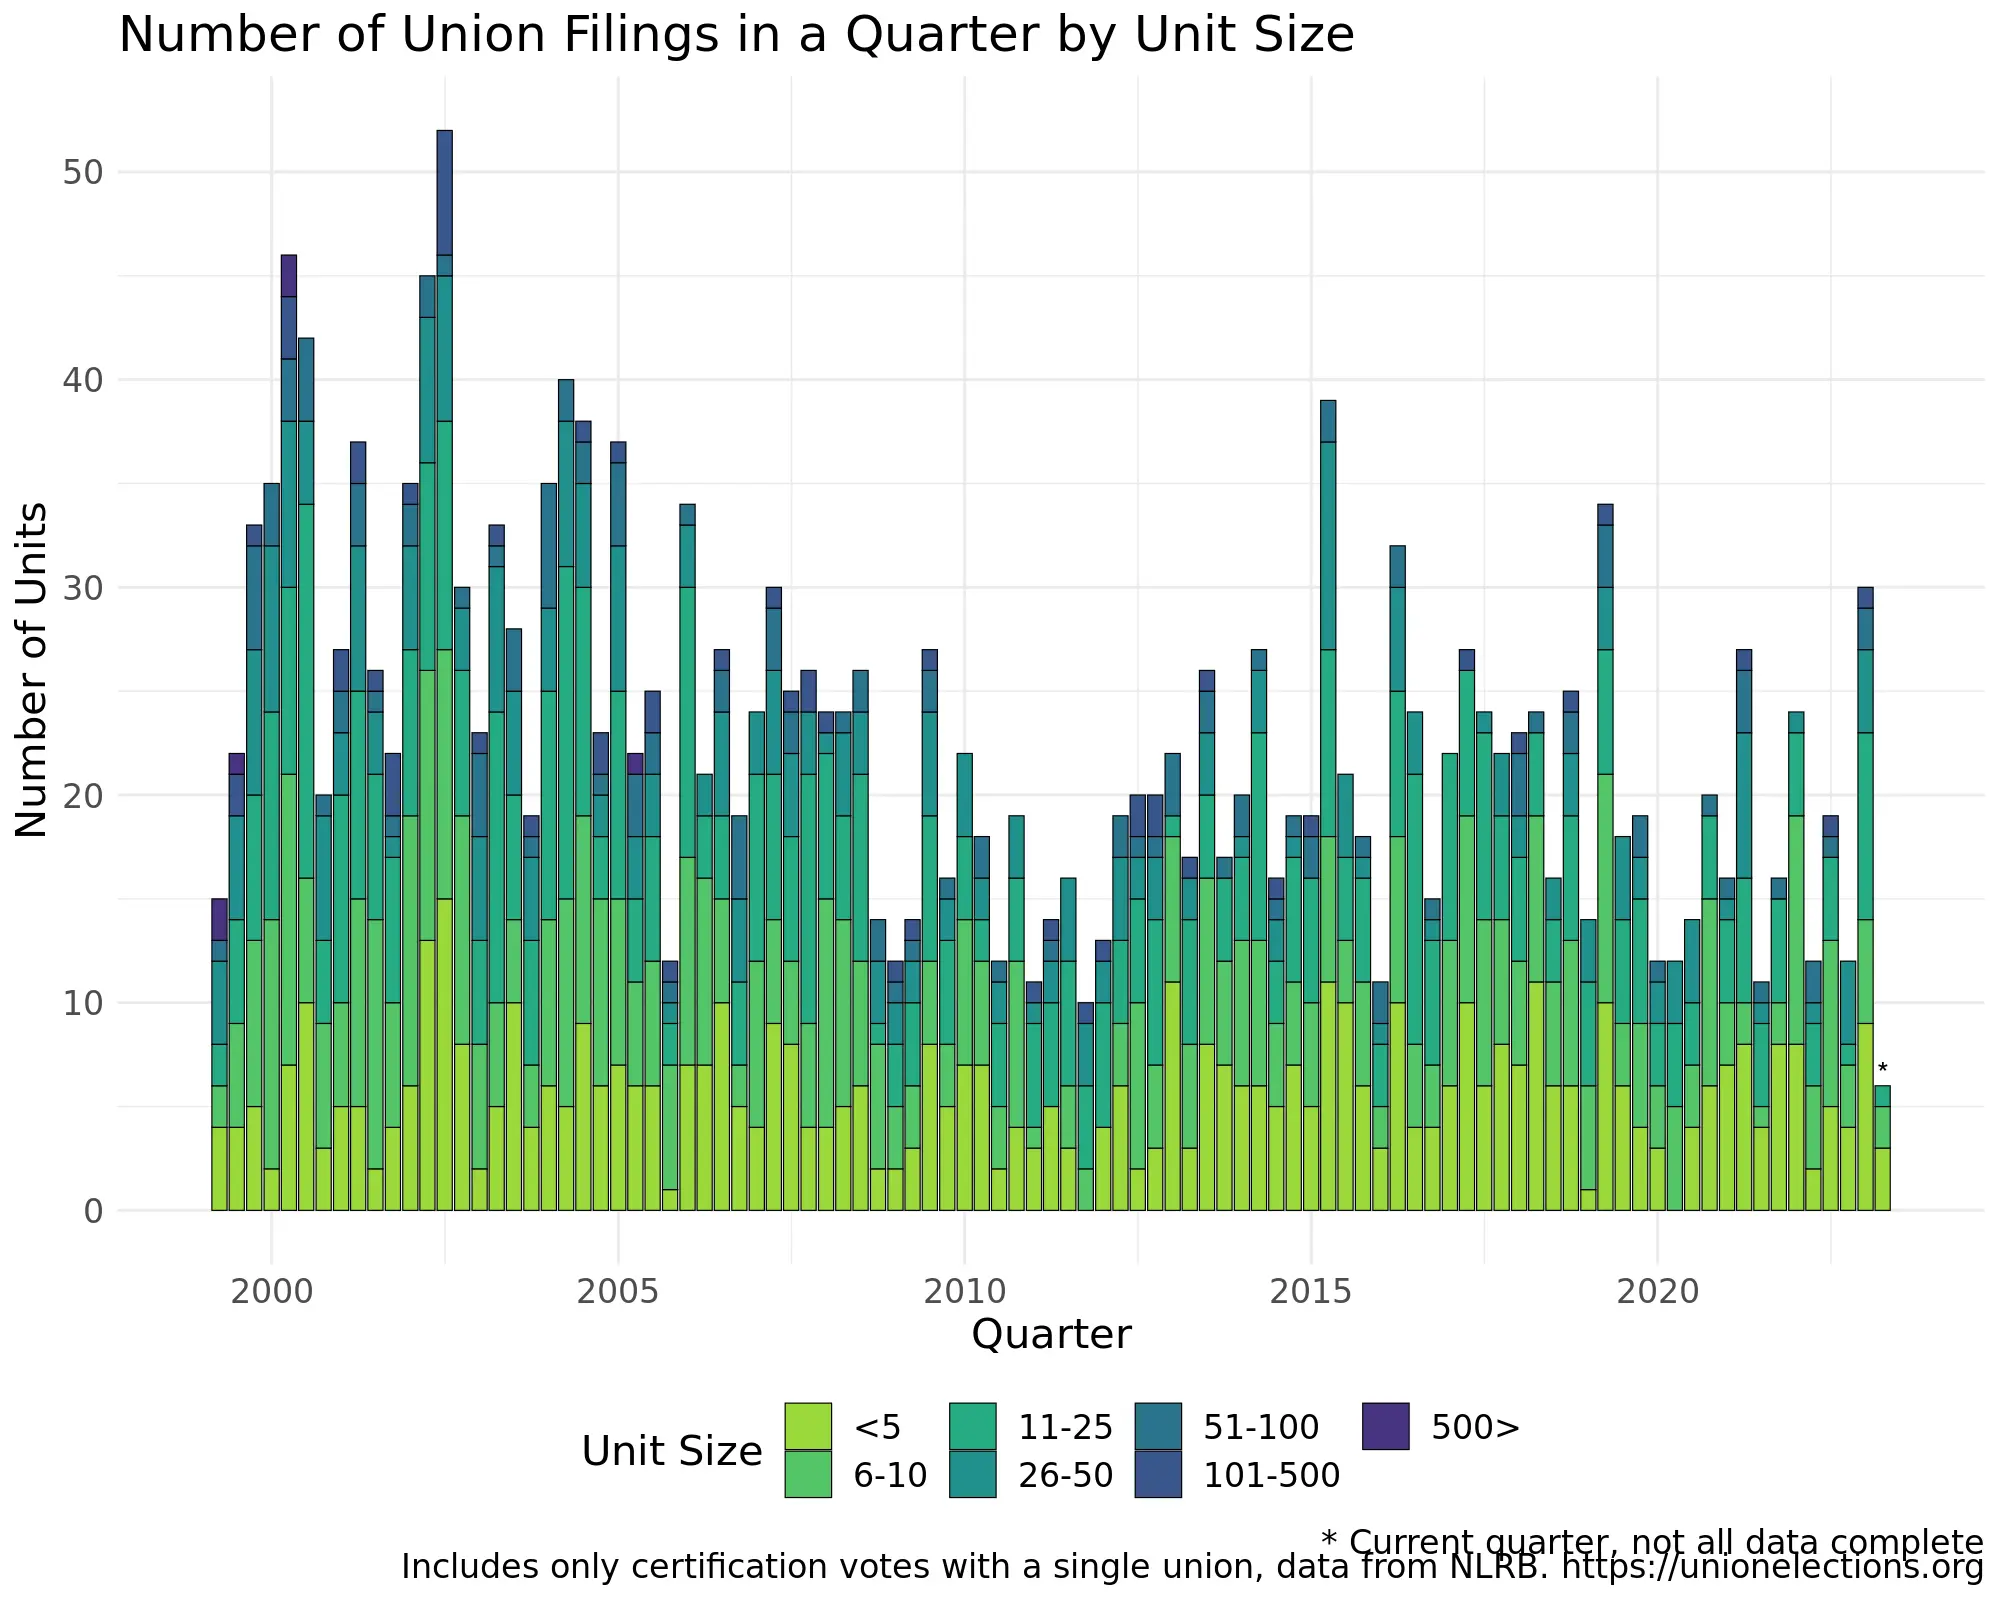 Number of Union Filings in a Quarter by Unit Size
Number of Units
50
40
30
20
10
0
*
2000 2005 2010 2015 2020
Quarter
Unit Size
<5 11-25 51-100 500>
6-10 26-50 101-500
* Current quarter, not all data complete
Includes only certification votes with a single union, data from NLRB. https://unionelections.org